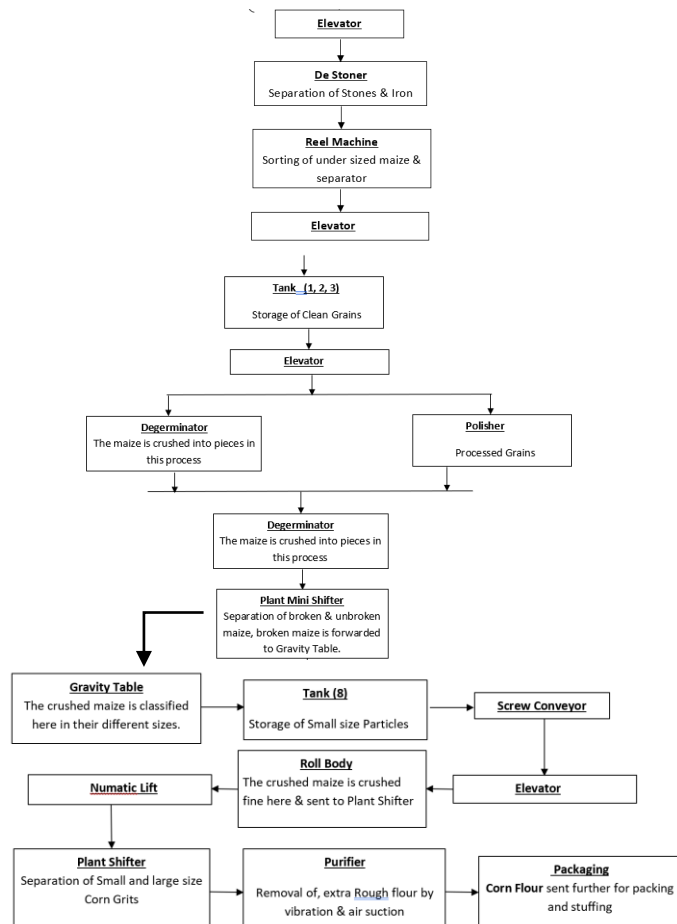 Elevator
De Stoner
Separation of Stones & Iron
Reel Machine
Sorting of under sized maize &
separator
Elevator
Tank (1, 2, 3)
Storage of Clean Grains
Elevator
Degerminator
The maize is crushed into pieces in
this process
Polisher
Processed Grains
Degerminator
The maize is crushed into pieces in
this process
Plant Mini Shifter
Separation of broken & unbroken
maize, broken maize is forwarded
to Gravity Table.
Gravity Table
The crushed maize is classified
here in their different sizes.
Tank (8)
Storage of Small size Particles
Screw Conveyor
Elevator
Roll Body
The crushed maize is crushed
fine here & sent to Plant Shifter
Numatic Lift
Plant Shifter
Separation of Small and large size
Corn Grits
Purifier
Removal of, extra Rough flour by
vibration & air suction
Packaging
Corn Flour sent further for packing
and stuffing